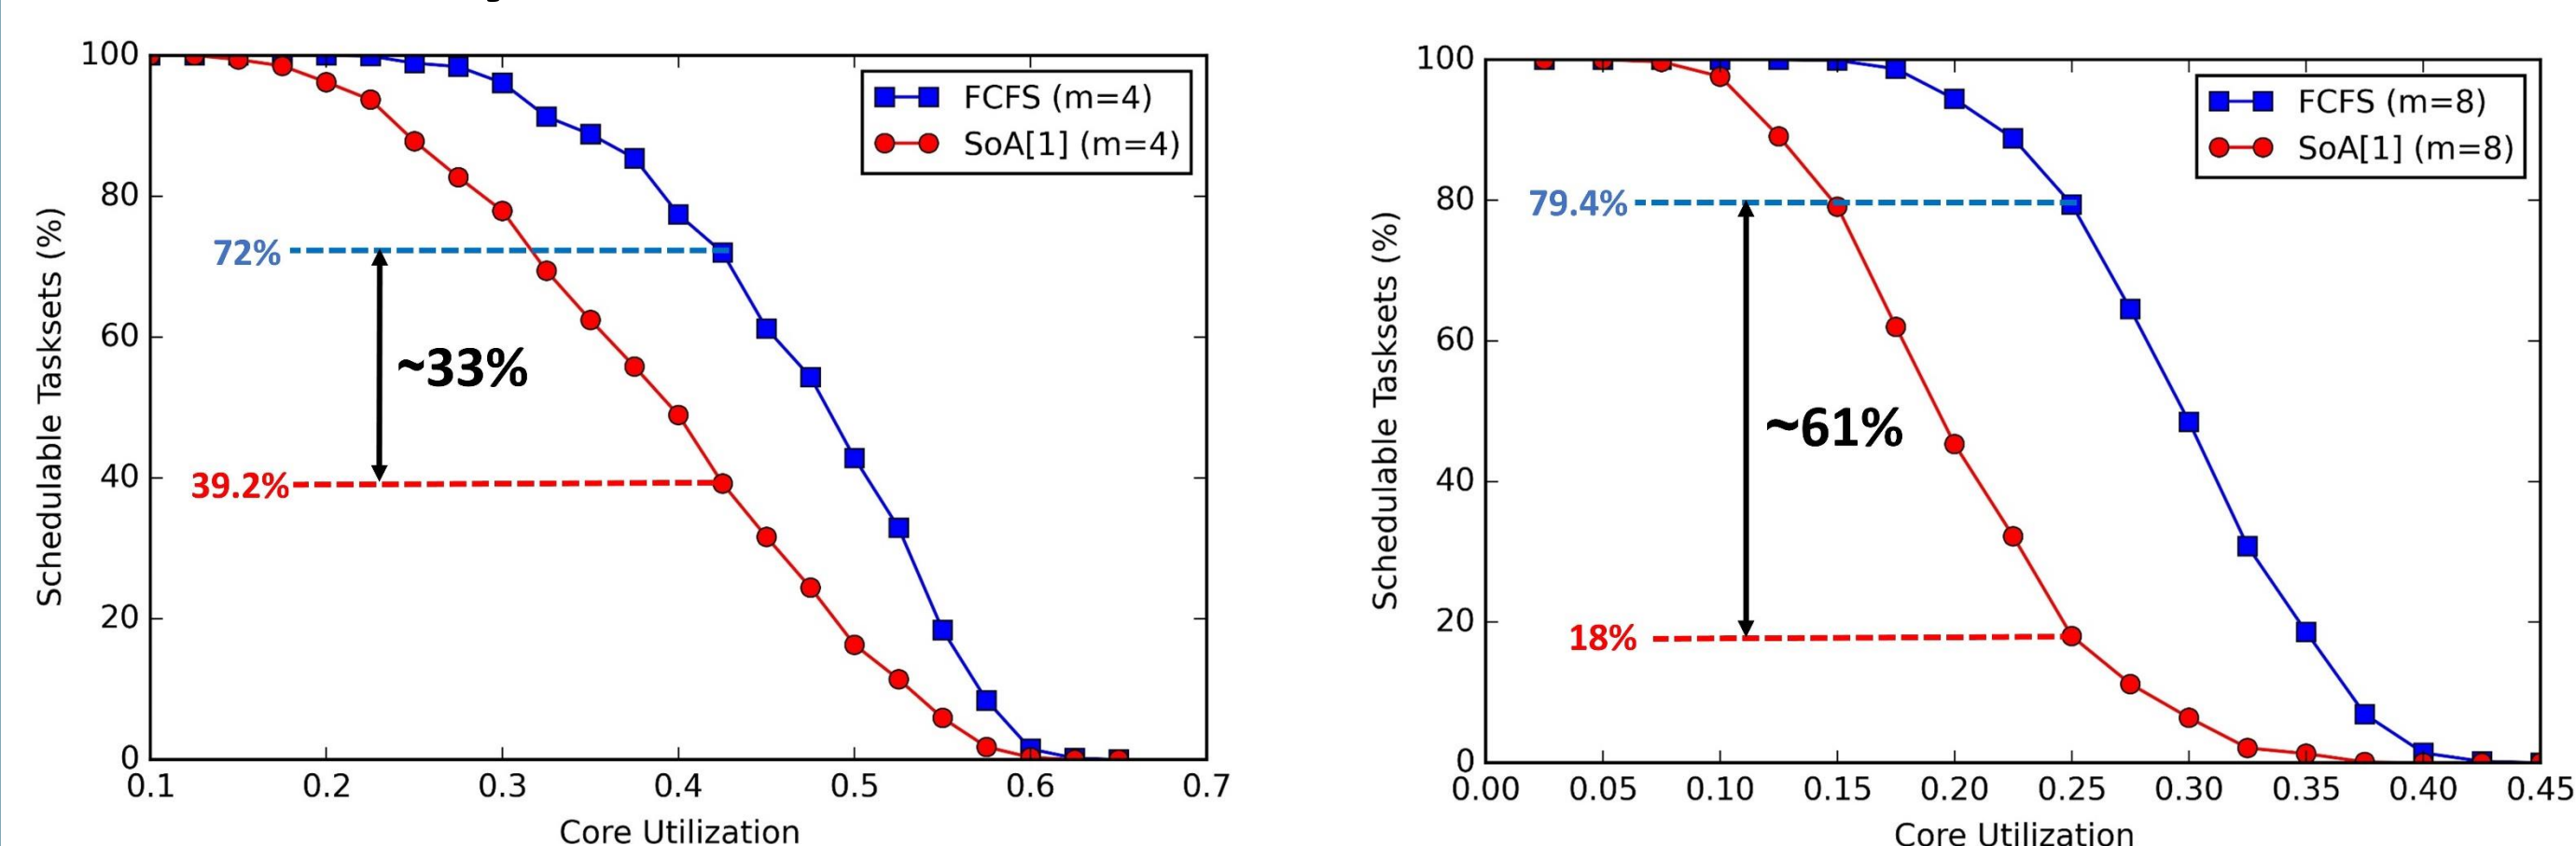 100
80
60
40
20
0
0.1 0.2 0.3 0.4 0.5 0.6 0.7
Schedulable Tasksets (%)
Core Utilization
FCFS (m=4)
SoA[1] (m=4)
72%
~33%
39.2%
100
80
60
40
20
0
0.00 0.05 0.10 0.15 0.20 0.25 0.30 0.35 0.40 0.45
Schedulable Tasksets (%)
Core Utilization
FCFS (m=8)
SoA[1] (m=8)
79.4%
~61%
18%